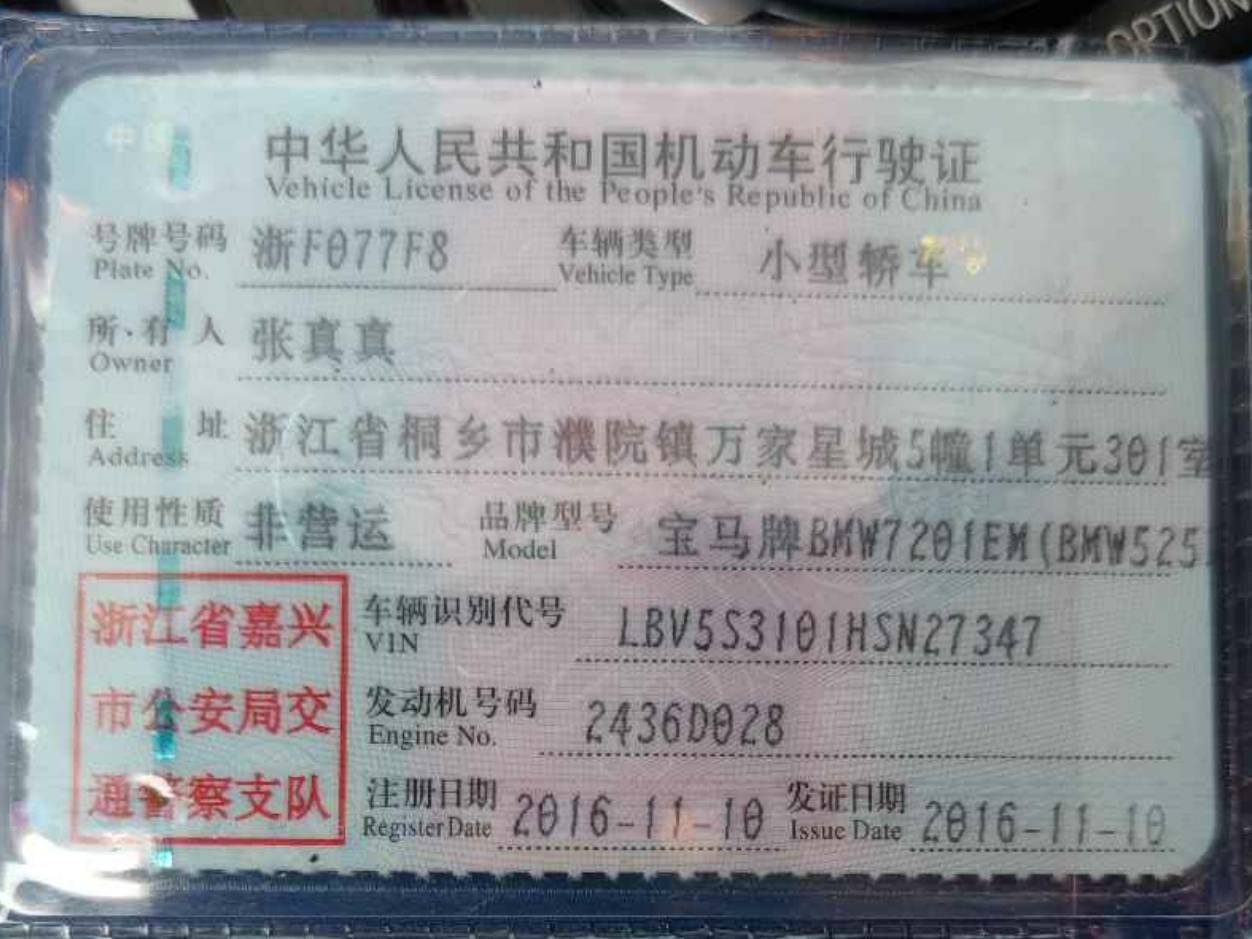 OPTION
中国
中华人民共和国机动车行驶证
Vehicle License of the People's Republic of China
号牌号码 浙F077F8 车辆类型 小型轿车
Plate No. Vehicle Type
所有人 张真真
Owner
住址 浙江省桐乡市濮院镇万家星城5幢1单元301室
Address
使用性质 非营运 品牌型号 宝马牌BMW7201EM(BMW525
Use Character Model
浙江省嘉兴
市公安局交
通警察支队
车辆识别代号 LBV5S3101HSN27347
VIN
发动机号码 2436D028
Engine No.
注册日期 2016-11-10 发证日期 2016-11-10
Register Date Issue Date